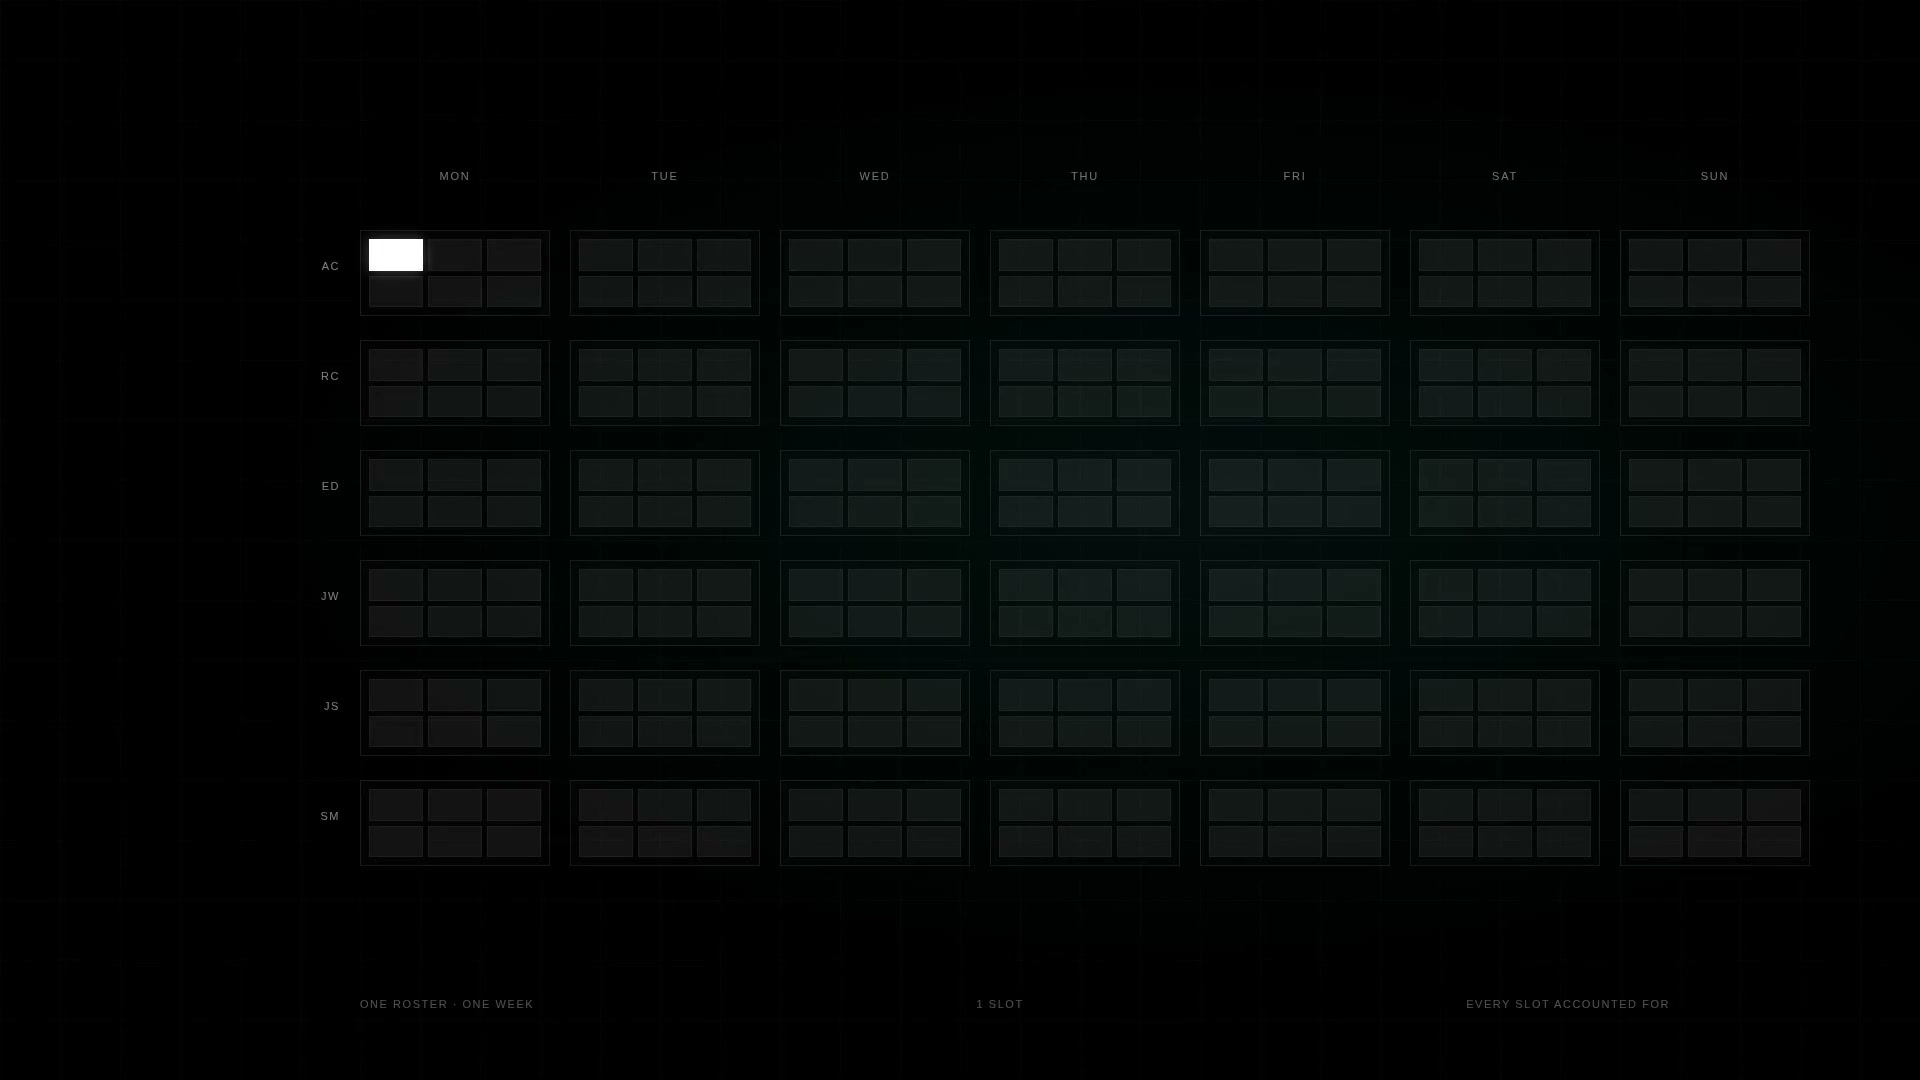 MON TUE WED THU FRI SAT SUN
AC
RC
ED
JW
JS
SM
ONE ROSTER · ONE WEEK 1 SLOT EVERY SLOT ACCOUNTED FOR